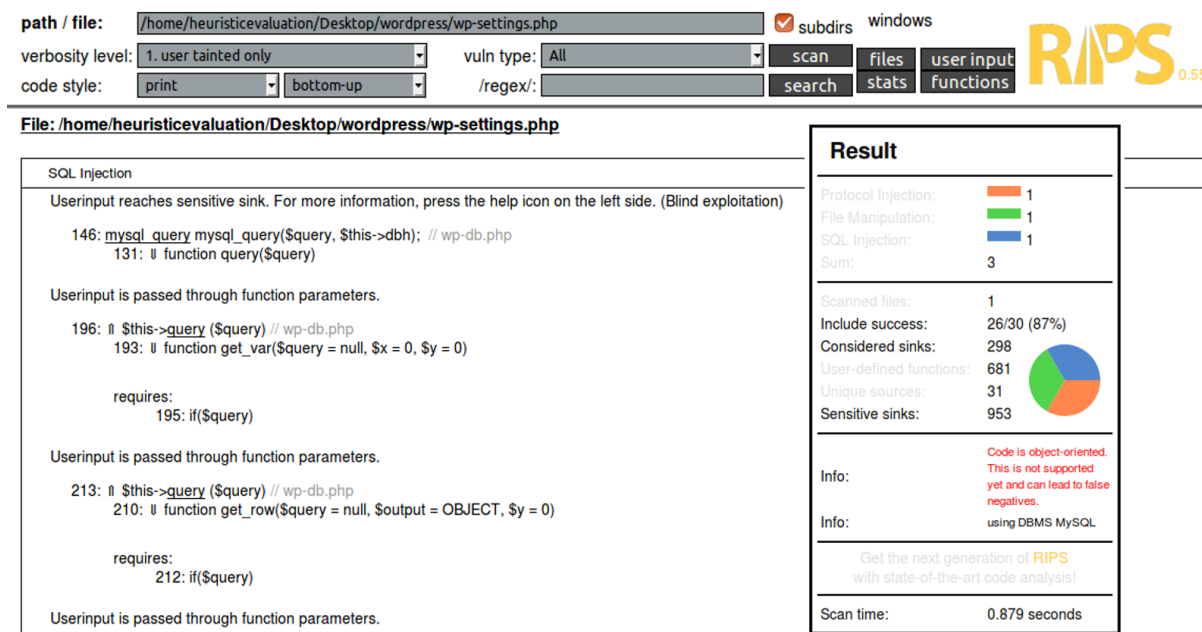 path / file: /home/heuristicevaluation/Desktop/wordpress/wp-settings.php subdirs windows
verbosity level: 1. user tainted only vuln type: All scan files user input
code style: print bottom-up /regex/: search stats functions
RIPS 0.55
File: /home/heuristicevaluation/Desktop/wordpress/wp-settings.php
SQL Injection
Userinput reaches sensitive sink. For more information, press the help icon on the left side. (Blind exploitation)
146: mysql_query mysql_query($query, $this->dbh); // wp-db.php
131: ⇓ function query($query)
Userinput is passed through function parameters.
196: ⇑ $this->query ($query) // wp-db.php
193: ⇓ function get_var($query = null, $x = 0, $y = 0)
requires:
195: if($query)
Userinput is passed through function parameters.
213: ⇑ $this->query ($query) // wp-db.php
210: ⇓ function get_row($query = null, $output = OBJECT, $y = 0)
requires:
212: if($query)
Userinput is passed through function parameters.
Result
Protocol Injection: 1
File Manipulation: 1
SQL Injection: 1
Sum: 3
Scanned files: 1
Include success: 26/30 (87%)
Considered sinks: 298
User-defined functions: 681
Unique sources: 31
Sensitive sinks: 953
Info: Code is object-oriented.
This is not supported
yet and can lead to false
negatives.
Info: using DBMS MySQL
Get the next generation of RIPS
with state-of-the-art code analysis!
Scan time: 0.879 seconds